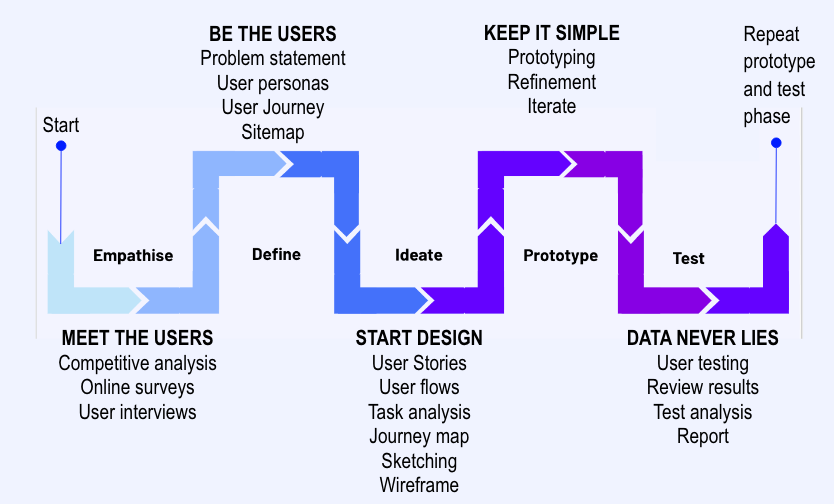 BE THE USERS
Problem statement
User personas
User Journey
Sitemap
KEEP IT SIMPLE
Prototyping
Refinement
Iterate
Repeat
prototype
and test
phase
Start
Empathise
Define
Ideate
Prototype
Test
MEET THE USERS
Competitive analysis
Online surveys
User interviews
START DESIGN
User Stories
User flows
Task analysis
Journey map
Sketching
Wireframe
DATA NEVER LIES
User testing
Review results
Test analysis
Report